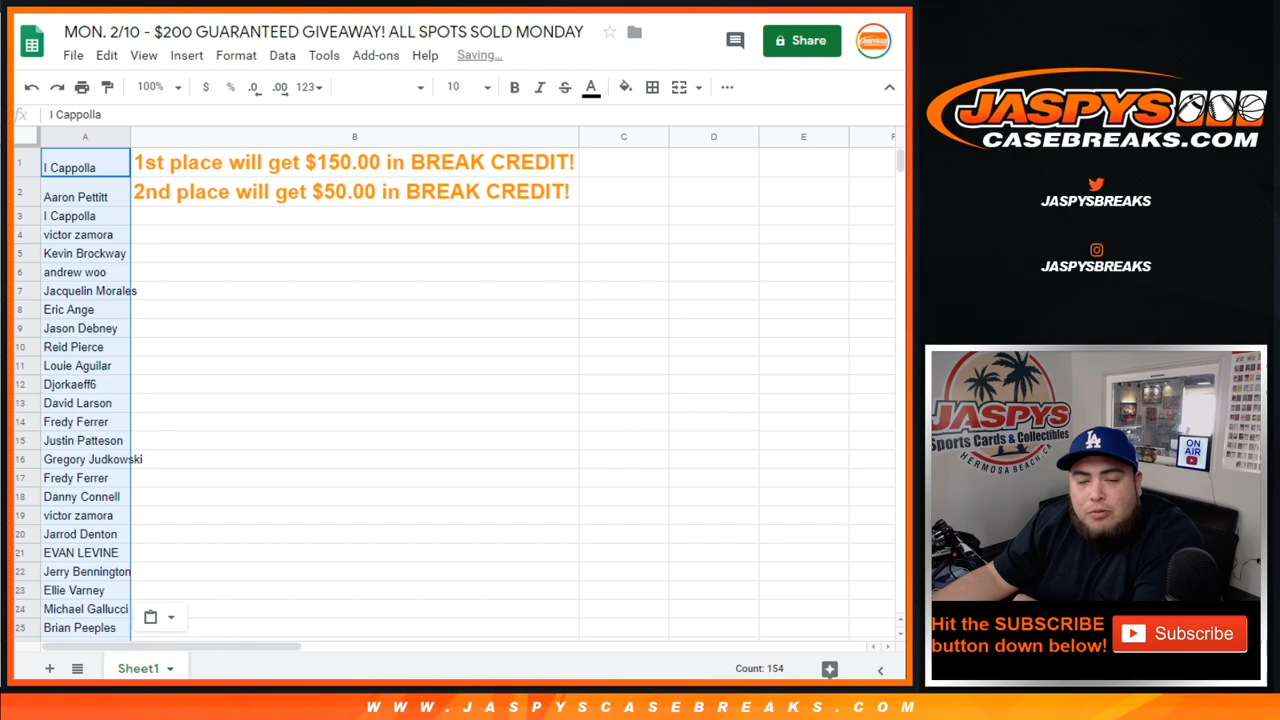 MON. 2/10 - $200 GUARANTEED GIVEAWAY! ALL SPOTS SOLD MONDAY
File Edit View Insert Format Data Tools Add-ons Help Saving...
Share
100% $ % .0 .00 123 10 B I S A
fx I Cappolla
A B C D E F
1 I Cappolla 1st place will get $150.00 in BREAK CREDIT!
2 Aaron Pettitt 2nd place will get $50.00 in BREAK CREDIT!
3 I Cappolla
4 victor zamora
5 Kevin Brockway
6 andrew woo
7 Jacquelin Morales
8 Eric Ange
9 Jason Debney
10 Reid Pierce
11 Louie Aguilar
12 Djorkaeff6
13 David Larson
14 Fredy Ferrer
15 Justin Patteson
16 Gregory Judkowski
17 Fredy Ferrer
18 Danny Connell
19 victor zamora
20 Jarrod Denton
21 EVAN LEVINE
22 Jerry Bennington
23 Ellie Varney
24 Michael Gallucci
25 Brian Peeples
Sheet1
Count: 154
JASPYS
CASEBREAKS.COM
JASPYSBREAKS
JASPYSBREAKS
JASPYS
Sports Cards & Collectibles
HERMOSA BEACH, CA
LA
ON
AIR
Hit the SUBSCRIBE
button down below!
Subscribe
WWW.JASPYSCASEBREAKS.COM